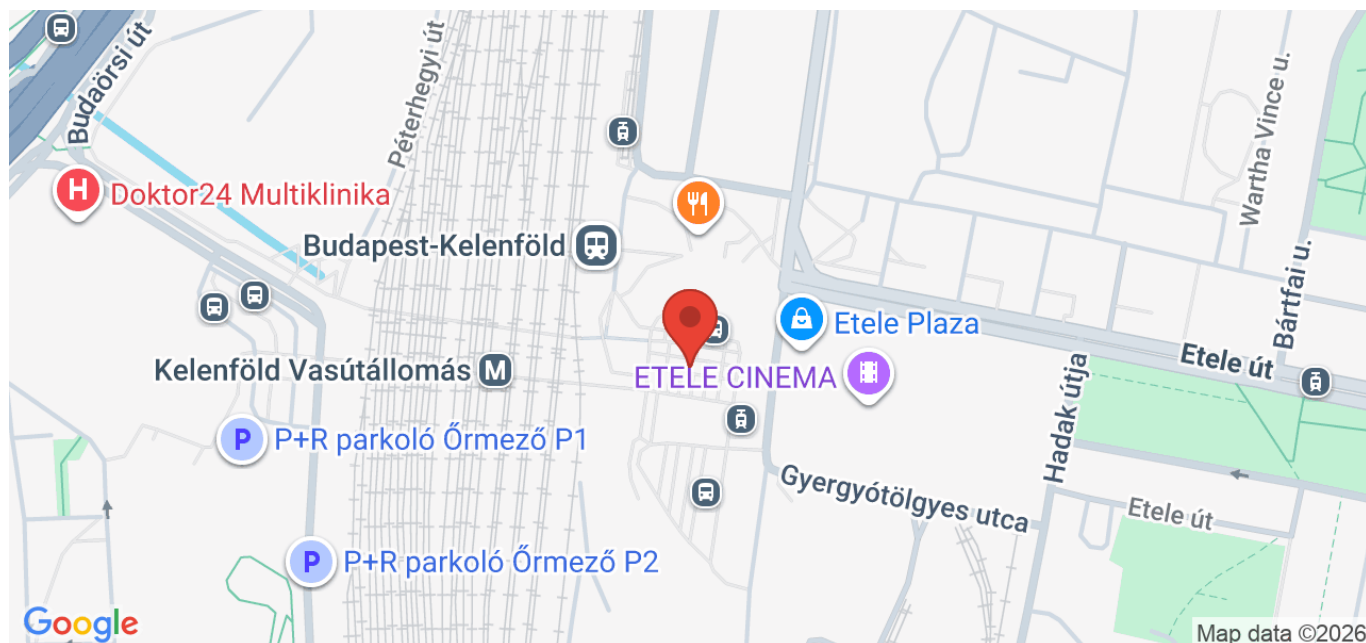 Budaörsi út
Péterhegyi út
Wartha Vince u.
H
Doktor24 Multiklinika
Budapest-Kelenföld
Bártfai u.
Etele Plaza
Etele út
Kelenföld Vasútállomás M
ETELE CINEMA
Hadak útja
P P+R parkoló Őrmező P1
Gyergyótölgyes utca
Etele út
P P+R parkoló Őrmező P2
Google
Map data ©2026